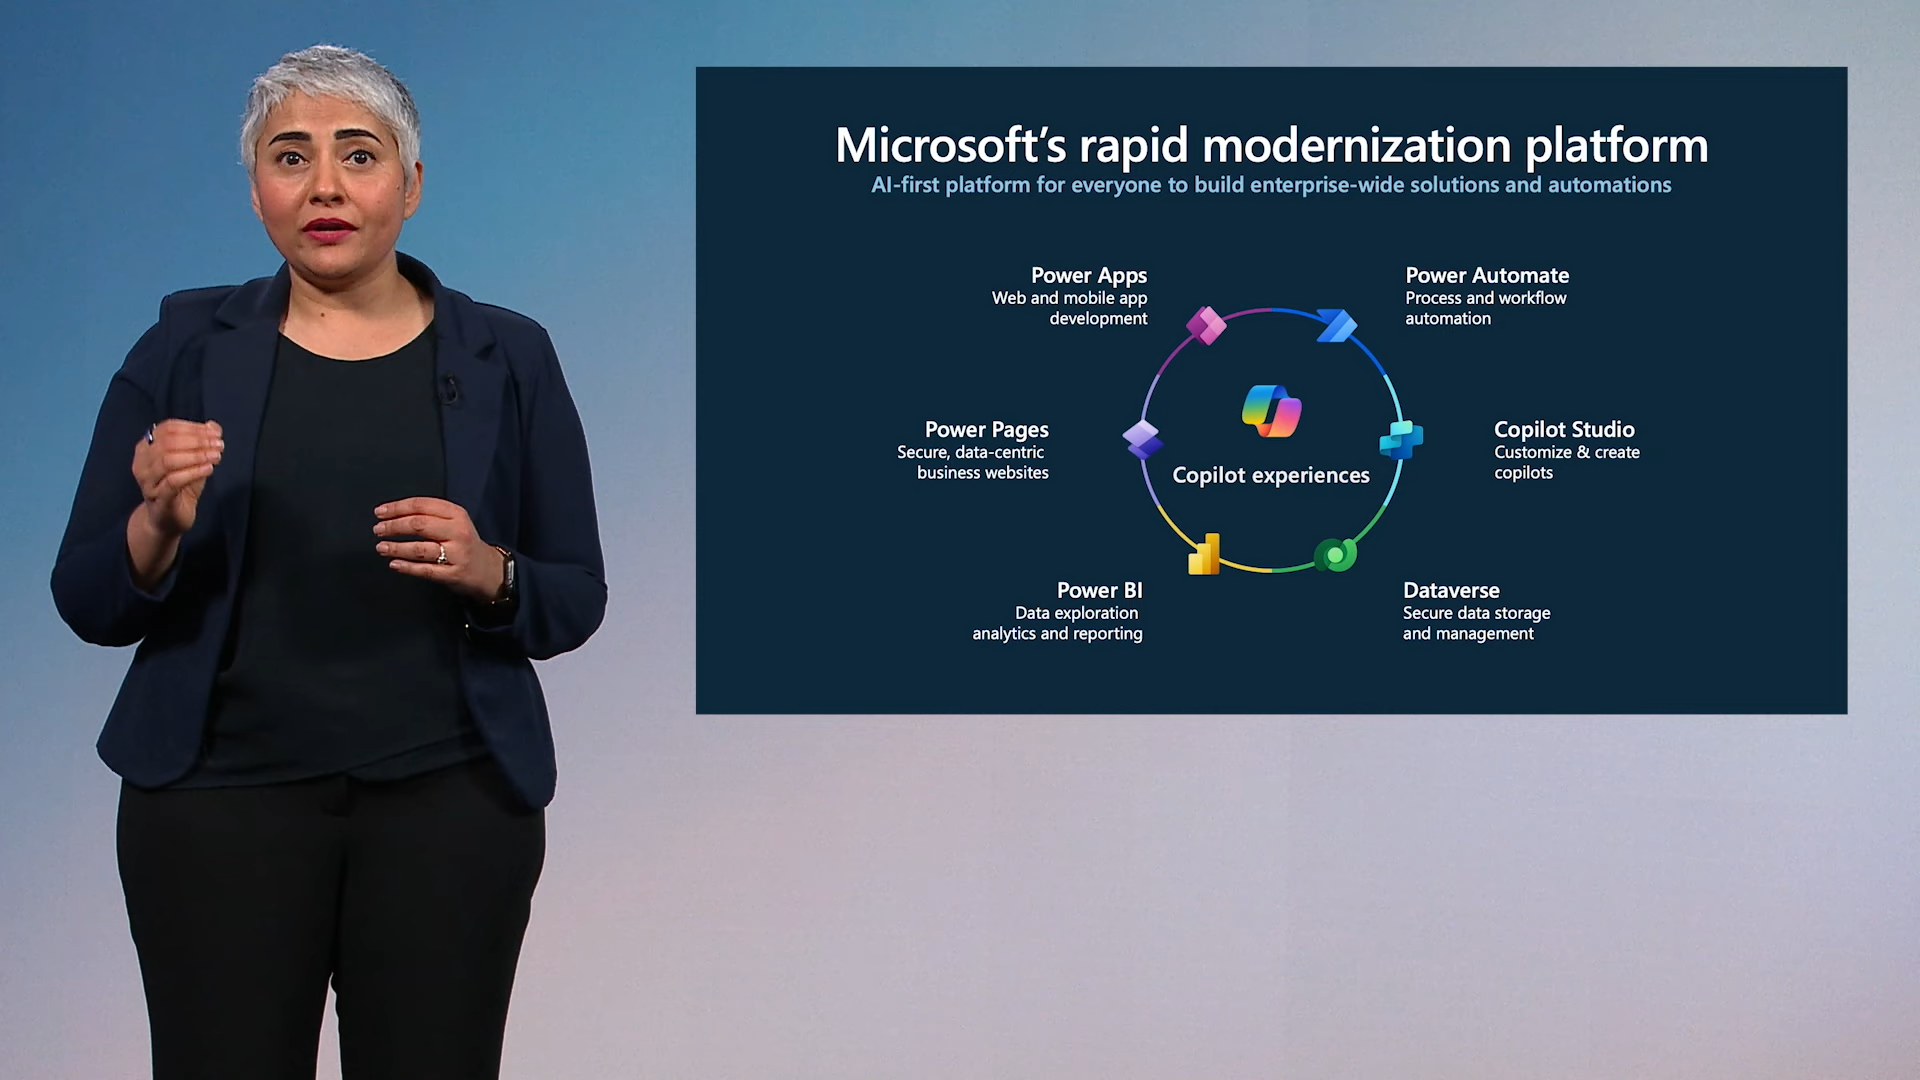 Microsoft's rapid modernization platform
AI-first platform for everyone to build enterprise-wide solutions and automations
Power Apps
Web and mobile app
development
Power Automate
Process and workflow
automation
Power Pages
Secure, data-centric
business websites
Copilot experiences
Copilot Studio
Customize & create
copilots
Power BI
Data exploration
analytics and reporting
Dataverse
Secure data storage
and management